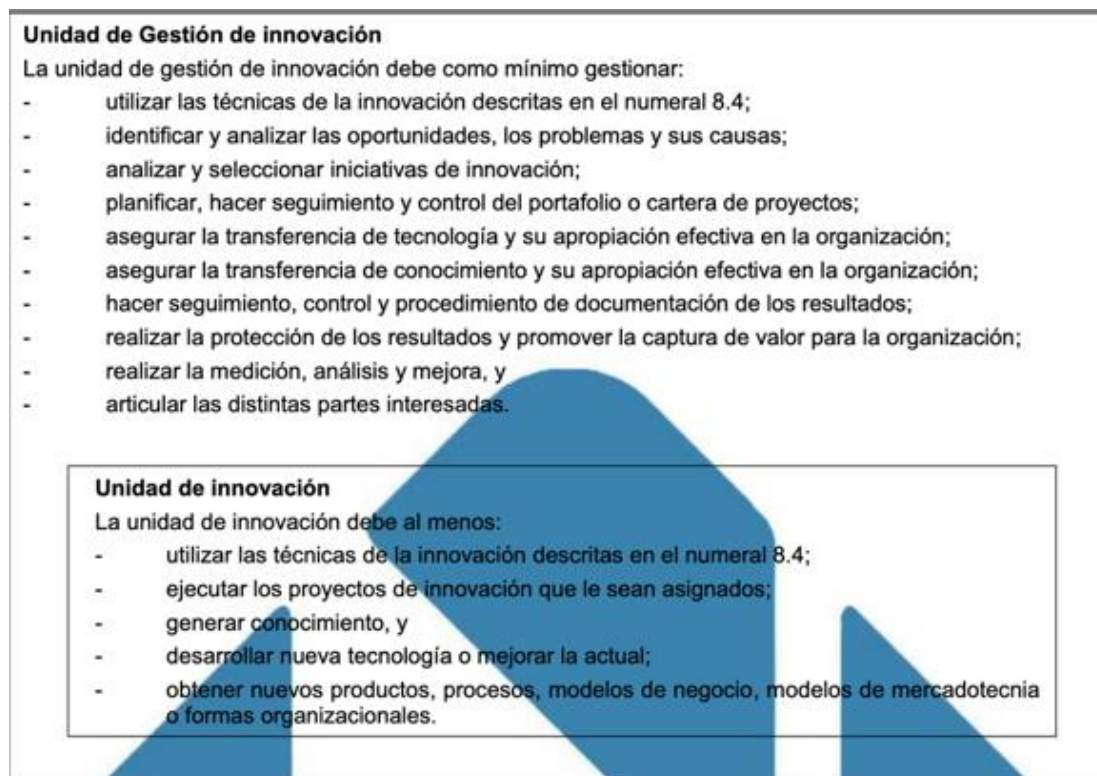 Unidad de Gestión de innovación
La unidad de gestión de innovación debe como mínimo gestionar:
- utilizar las técnicas de la innovación descritas en el numeral 8.4;
- identificar y analizar las oportunidades, los problemas y sus causas;
- analizar y seleccionar iniciativas de innovación;
- planificar, hacer seguimiento y control del portafolio o cartera de proyectos;
- asegurar la transferencia de tecnología y su apropiación efectiva en la organización;
- asegurar la transferencia de conocimiento y su apropiación efectiva en la organización;
- hacer seguimiento, control y procedimiento de documentación de los resultados;
- realizar la protección de los resultados y promover la captura de valor para la organización;
- realizar la medición, análisis y mejora, y
- articular las distintas partes interesadas.
Unidad de innovación
La unidad de innovación debe al menos:
- utilizar las técnicas de la innovación descritas en el numeral 8.4;
- ejecutar los proyectos de innovación que le sean asignados;
- generar conocimiento, y
- desarrollar nueva tecnología o mejorar la actual;
- obtener nuevos productos, procesos, modelos de negocio, modelos de mercadotecnia
o formas organizacionales.